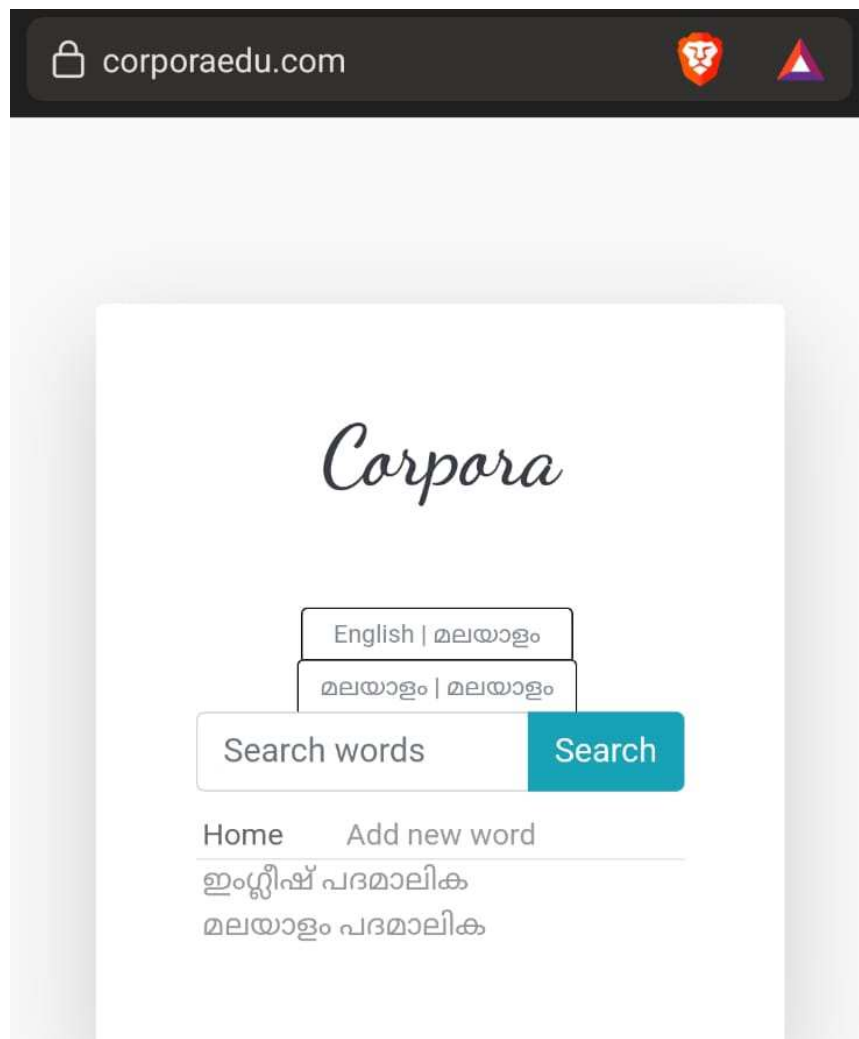 corporaedu.com
Corpora
English | മലയാളം
മലയാളം | മലയാളം
Search words Search
Home Add new word
ഇംഗ്ലീഷ് പദമാലിക
മലയാളം പദമാലിക